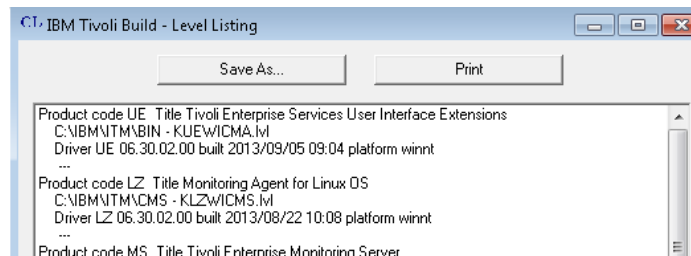 CL IBM Tivoli Build - Level Listing
Save As... Print
Product code UE Title Tivoli Enterprise Services User Interface Extensions
C:\IBM\ITM\BIN - KUEWICMA.lvl
Driver UE 06.30.02.00 built 2013/09/05 09:04 platform winnt
---
Product code LZ Title Monitoring Agent for Linux OS
C:\IBM\ITM\CMS - KLZWICMS.lvl
Driver LZ 06.30.02.00 built 2013/08/22 10:08 platform winnt
---
Product code MS Title Tivoli Enterprise Monitoring Server